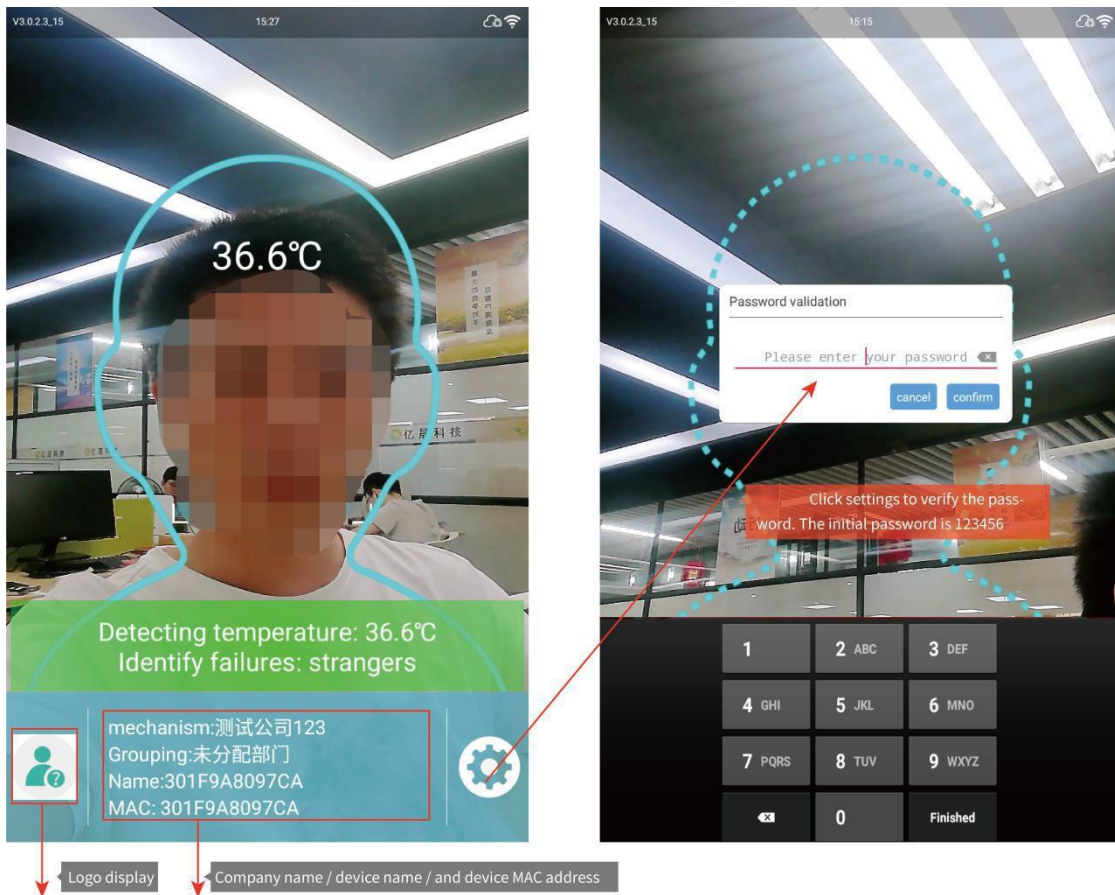 V3.0.2.3_15
15:27
36.6℃
亿晟科技
Detecting temperature: 36.6℃
Identify failures: strangers
mechanism:测试公司123
Grouping:未分配部门
Name:301F9A8097CA
MAC: 301F9A8097CA
Logo display
Company name / device name / and device MAC address
V3.0.2.3_15
15:15
Password validation
Please enter your password
cancel
confirm
Click settings to verify the pass-
word. The initial password is 123456
1
2 ABC
3 DEF
4 GHI
5 JKL
6 MNO
7 PQRS
8 TUV
9 WXYZ
0
Finished